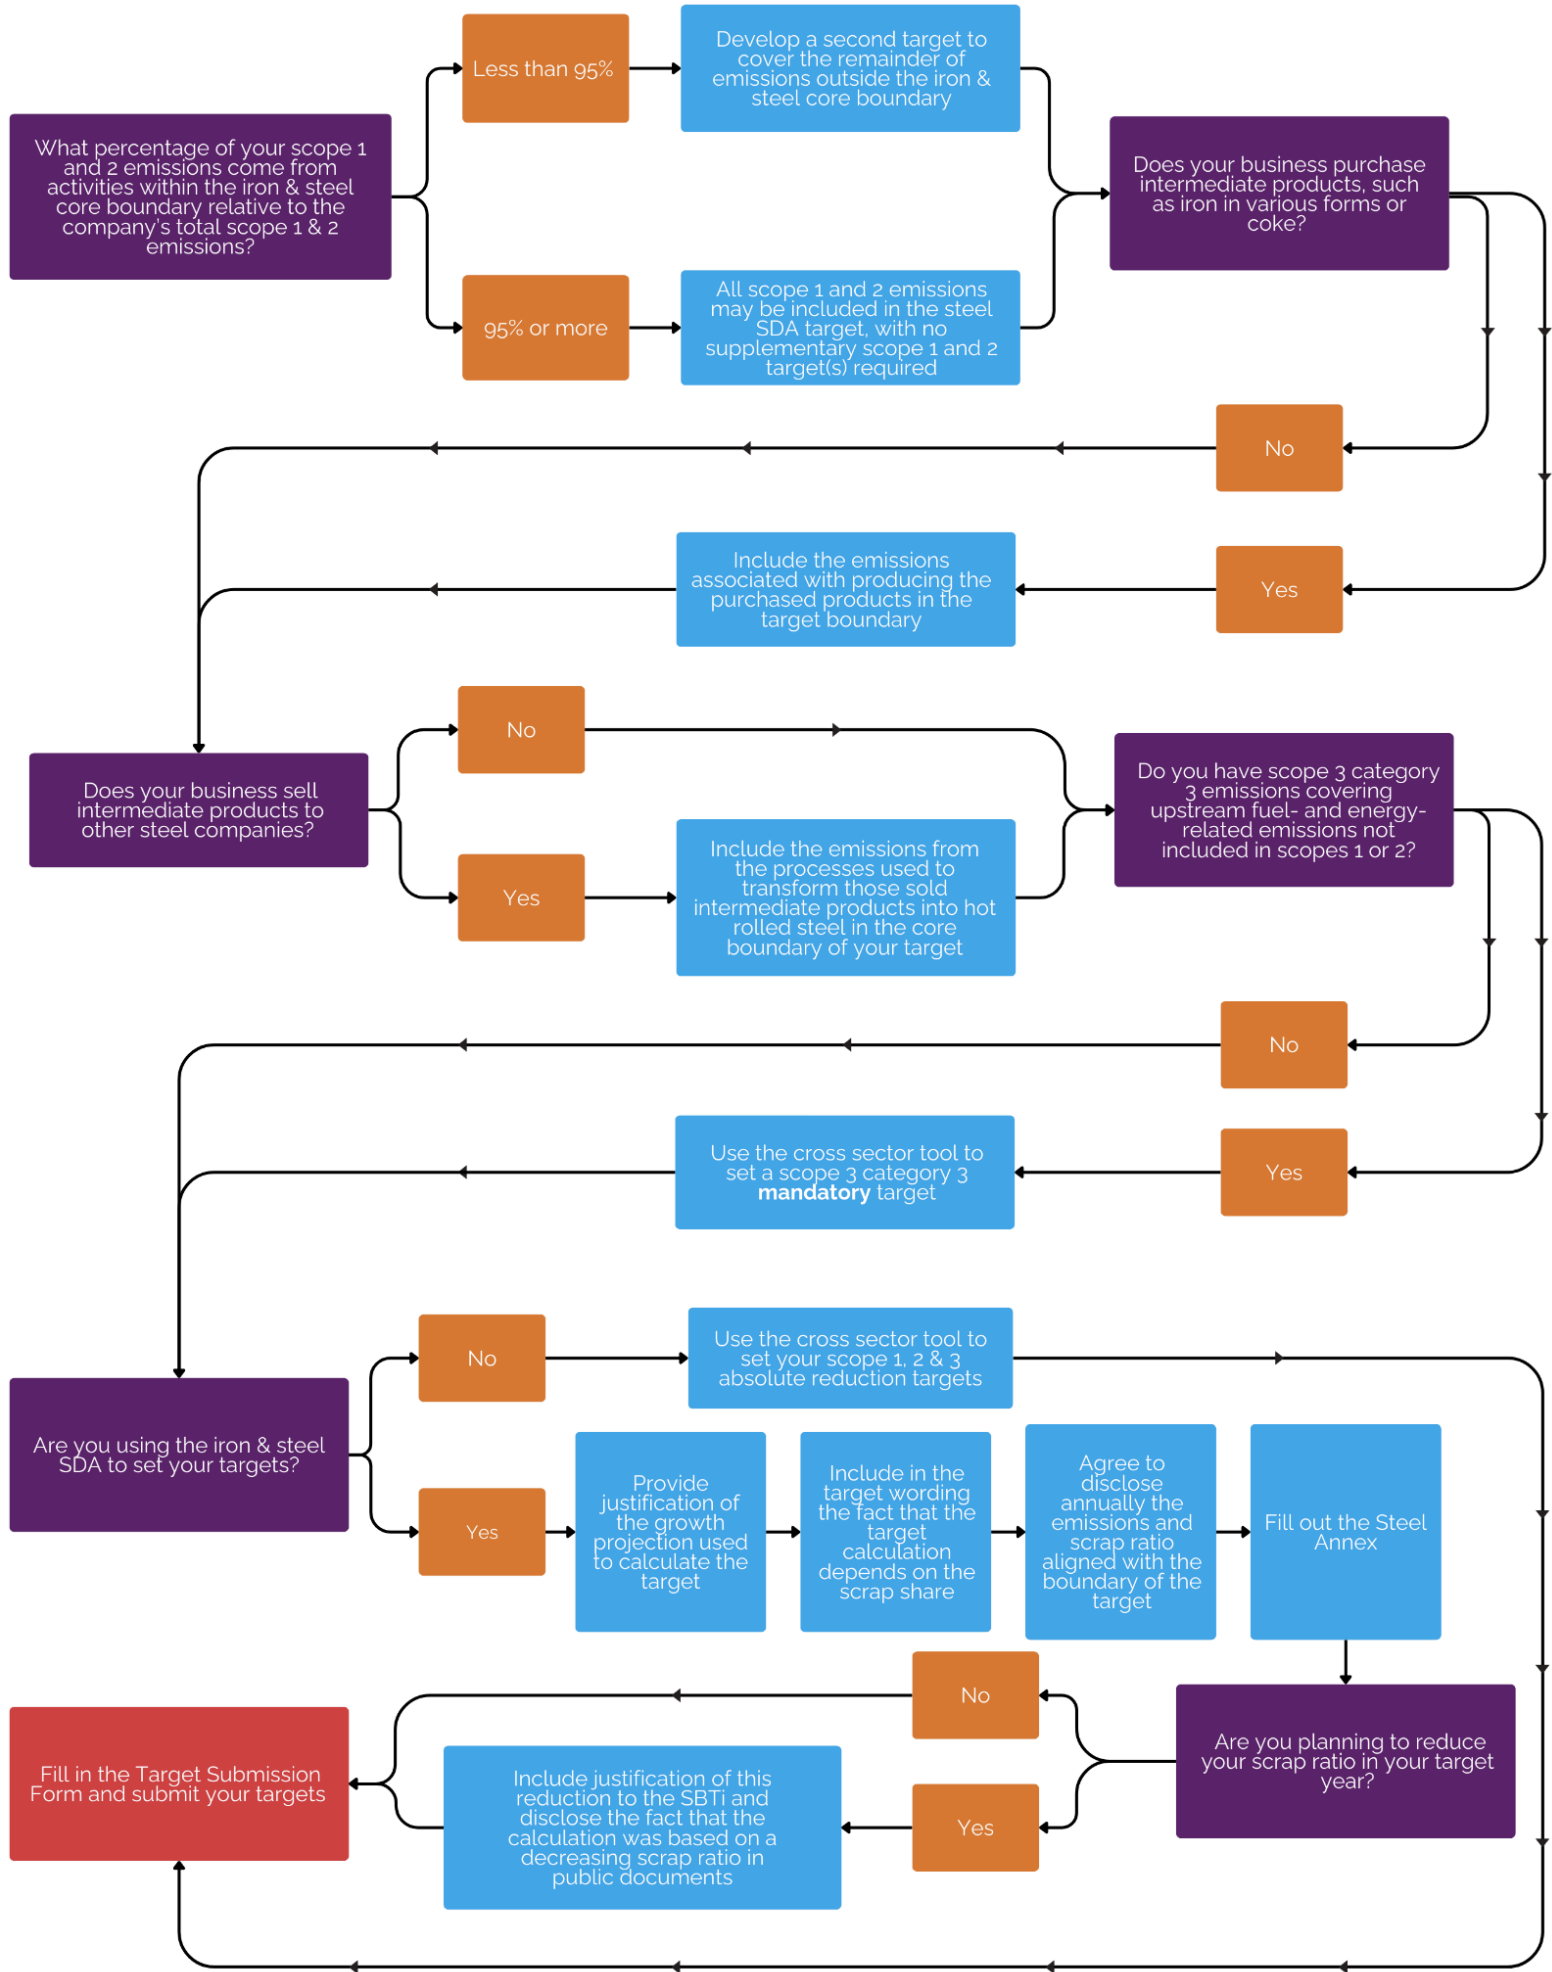 Less than 95%
Develop a second target to
cover the remainder of
emissions outside the iron &
steel core boundary
What percentage of your scope 1
and 2 emissions come from
activities within the iron & steel
core boundary relative to the
company's total scope 1 & 2
emissions?
Does your business purchase
intermediate products, such
as iron in various forms or
coke?
95% or more
All scope 1 and 2 emissions
may be included in the steel
SDA target, with no
supplementary scope 1 and 2
target(s) required
No
Include the emissions
associated with producing the
purchased products in the
target boundary
Yes
No
Does your business sell
intermediate products to
other steel companies?
Do you have scope 3 category
3 emissions covering
upstream fuel- and energy-
related emissions not
included in scopes 1 or 2?
Yes
Include the emissions from
the processes used to
transform those sold
intermediate products into hot
rolled steel in the core
boundary of your target
No
Use the cross sector tool to
set a scope 3 category 3
mandatory target
Yes
No
Use the cross sector tool to
set your scope 1, 2 & 3
absolute reduction targets
Are you using the iron & steel
SDA to set your targets?
Yes
Provide
justification of
the growth
projection used
to calculate the
target
Include in the
target wording
the fact that the
target
calculation
depends on the
scrap share
Agree to
disclose
annually the
emissions and
scrap ratio
aligned with the
boundary of the
target
Fill out the Steel
Annex
No
Are you planning to reduce
your scrap ratio in your target
year?
Yes
Include justification of this
reduction to the SBTi and
disclose the fact that the
calculation was based on a
decreasing scrap ratio in
public documents
Fill in the Target Submission
Form and submit your targets